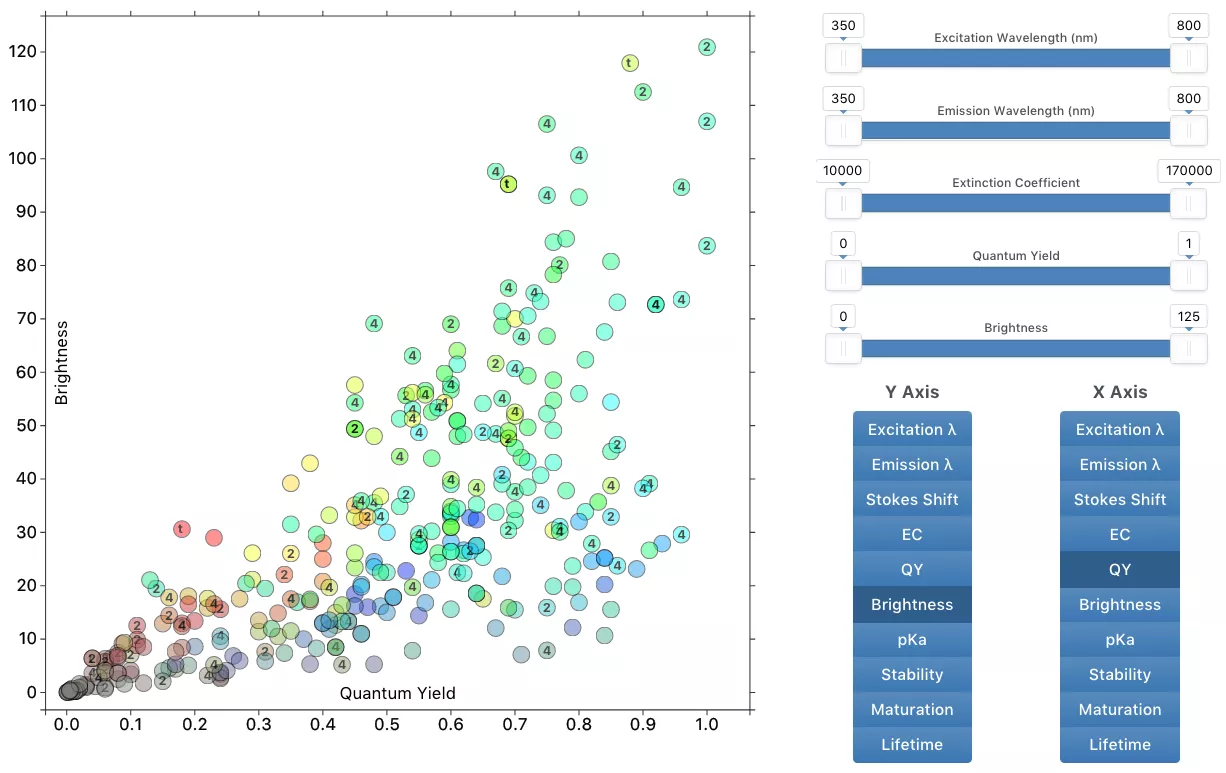 120
110
100
90
80
70
60
50
40
30
20
10
0
Brightness
Quantum Yield
0.0 0.1 0.2 0.3 0.4 0.5 0.6 0.7 0.8 0.9 1.0
350 800
Excitation Wavelength (nm)
350 800
Emission Wavelength (nm)
10000 170000
Extinction Coefficient
0 1
Quantum Yield
0 125
Brightness
Y Axis
Excitation λ
Emission λ
Stokes Shift
EC
QY
Brightness
pKa
Stability
Maturation
Lifetime
X Axis
Excitation λ
Emission λ
Stokes Shift
EC
QY
Brightness
pKa
Stability
Maturation
Lifetime